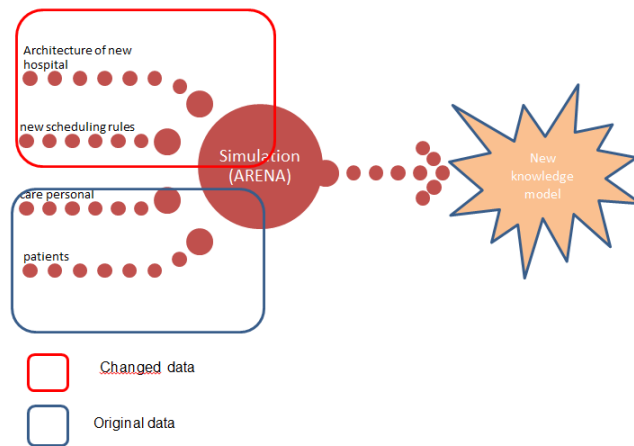 Architecture of new
hospital
new scheduling rules
Simulation
(ARENA)
care personal
patients
New
knowledge
model
Changed data
Original data